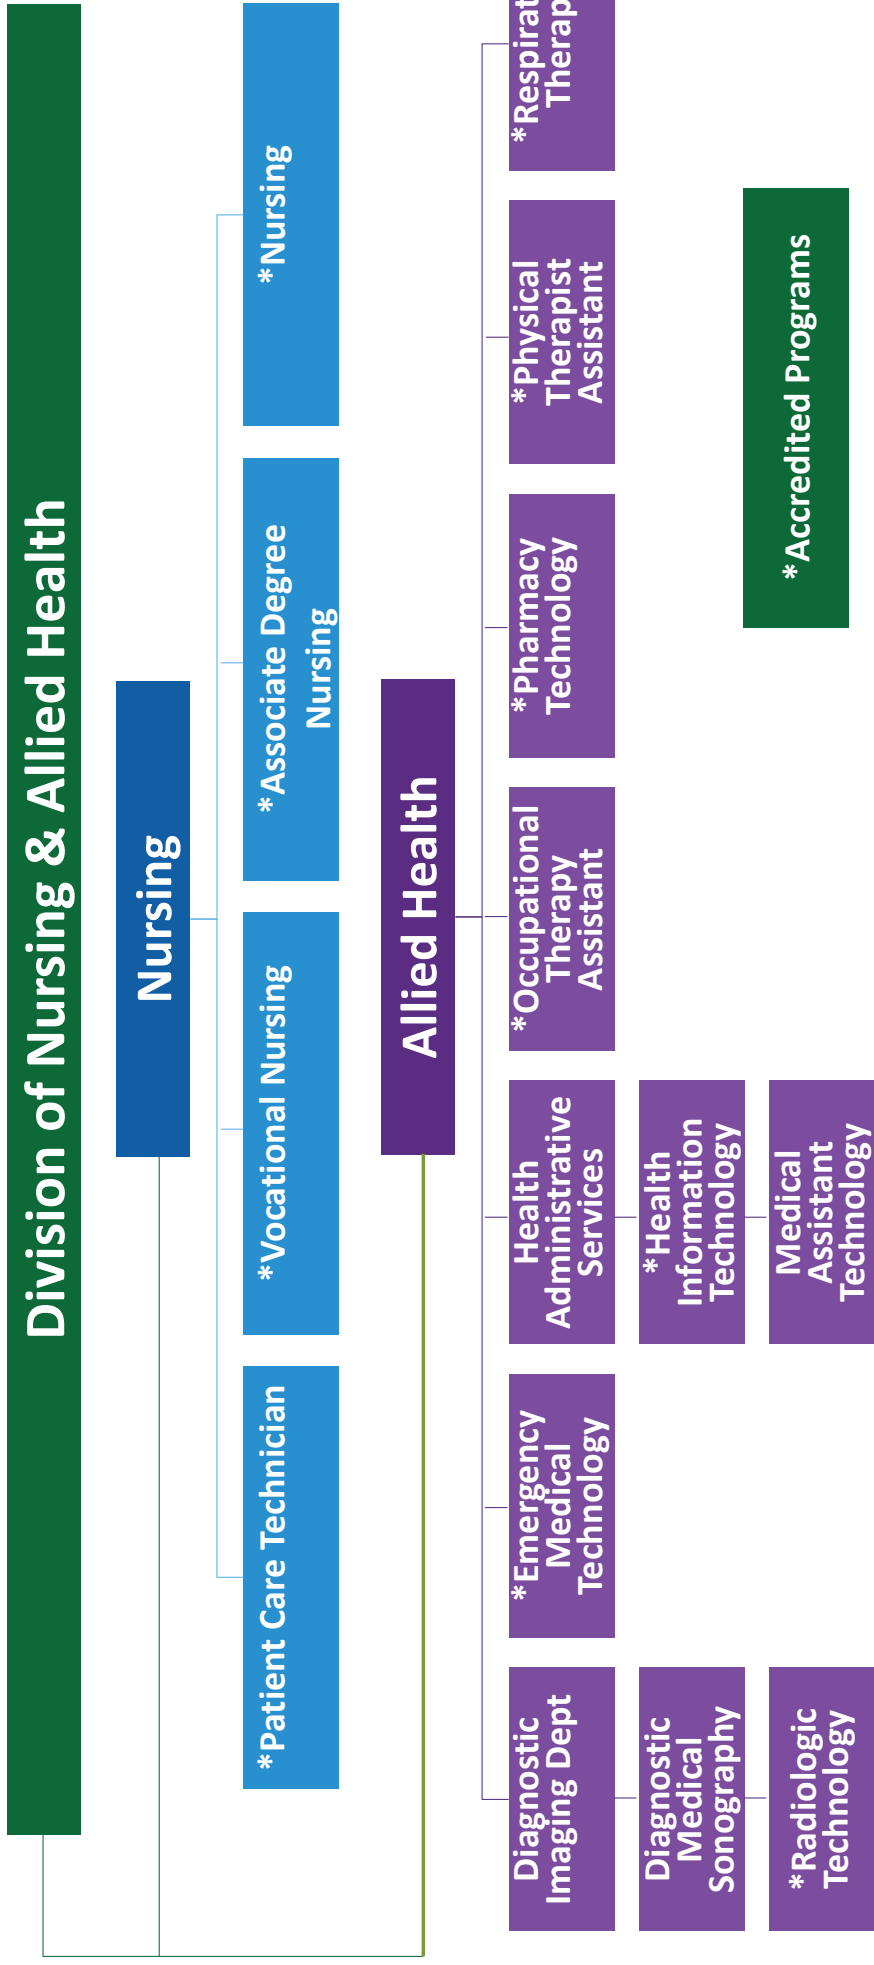 Division of Nursing & Allied Health
Nursing
*Patient Care Technician
*Vocational Nursing
*Associate Degree
Nursing
*Nursing
Allied Health
Diagnostic
Imaging Dept
Diagnostic
Medical
Sonography
*Radiologic
Technology
*Emergency
Medical
Technology
Health
Administrative
Services
*Health
Information
Technology
Medical
Assistant
Technology
*Occupational
Therapy
Assistant
*Pharmacy
Technology
*Physical
Therapist
Assistant
*Accredited Programs